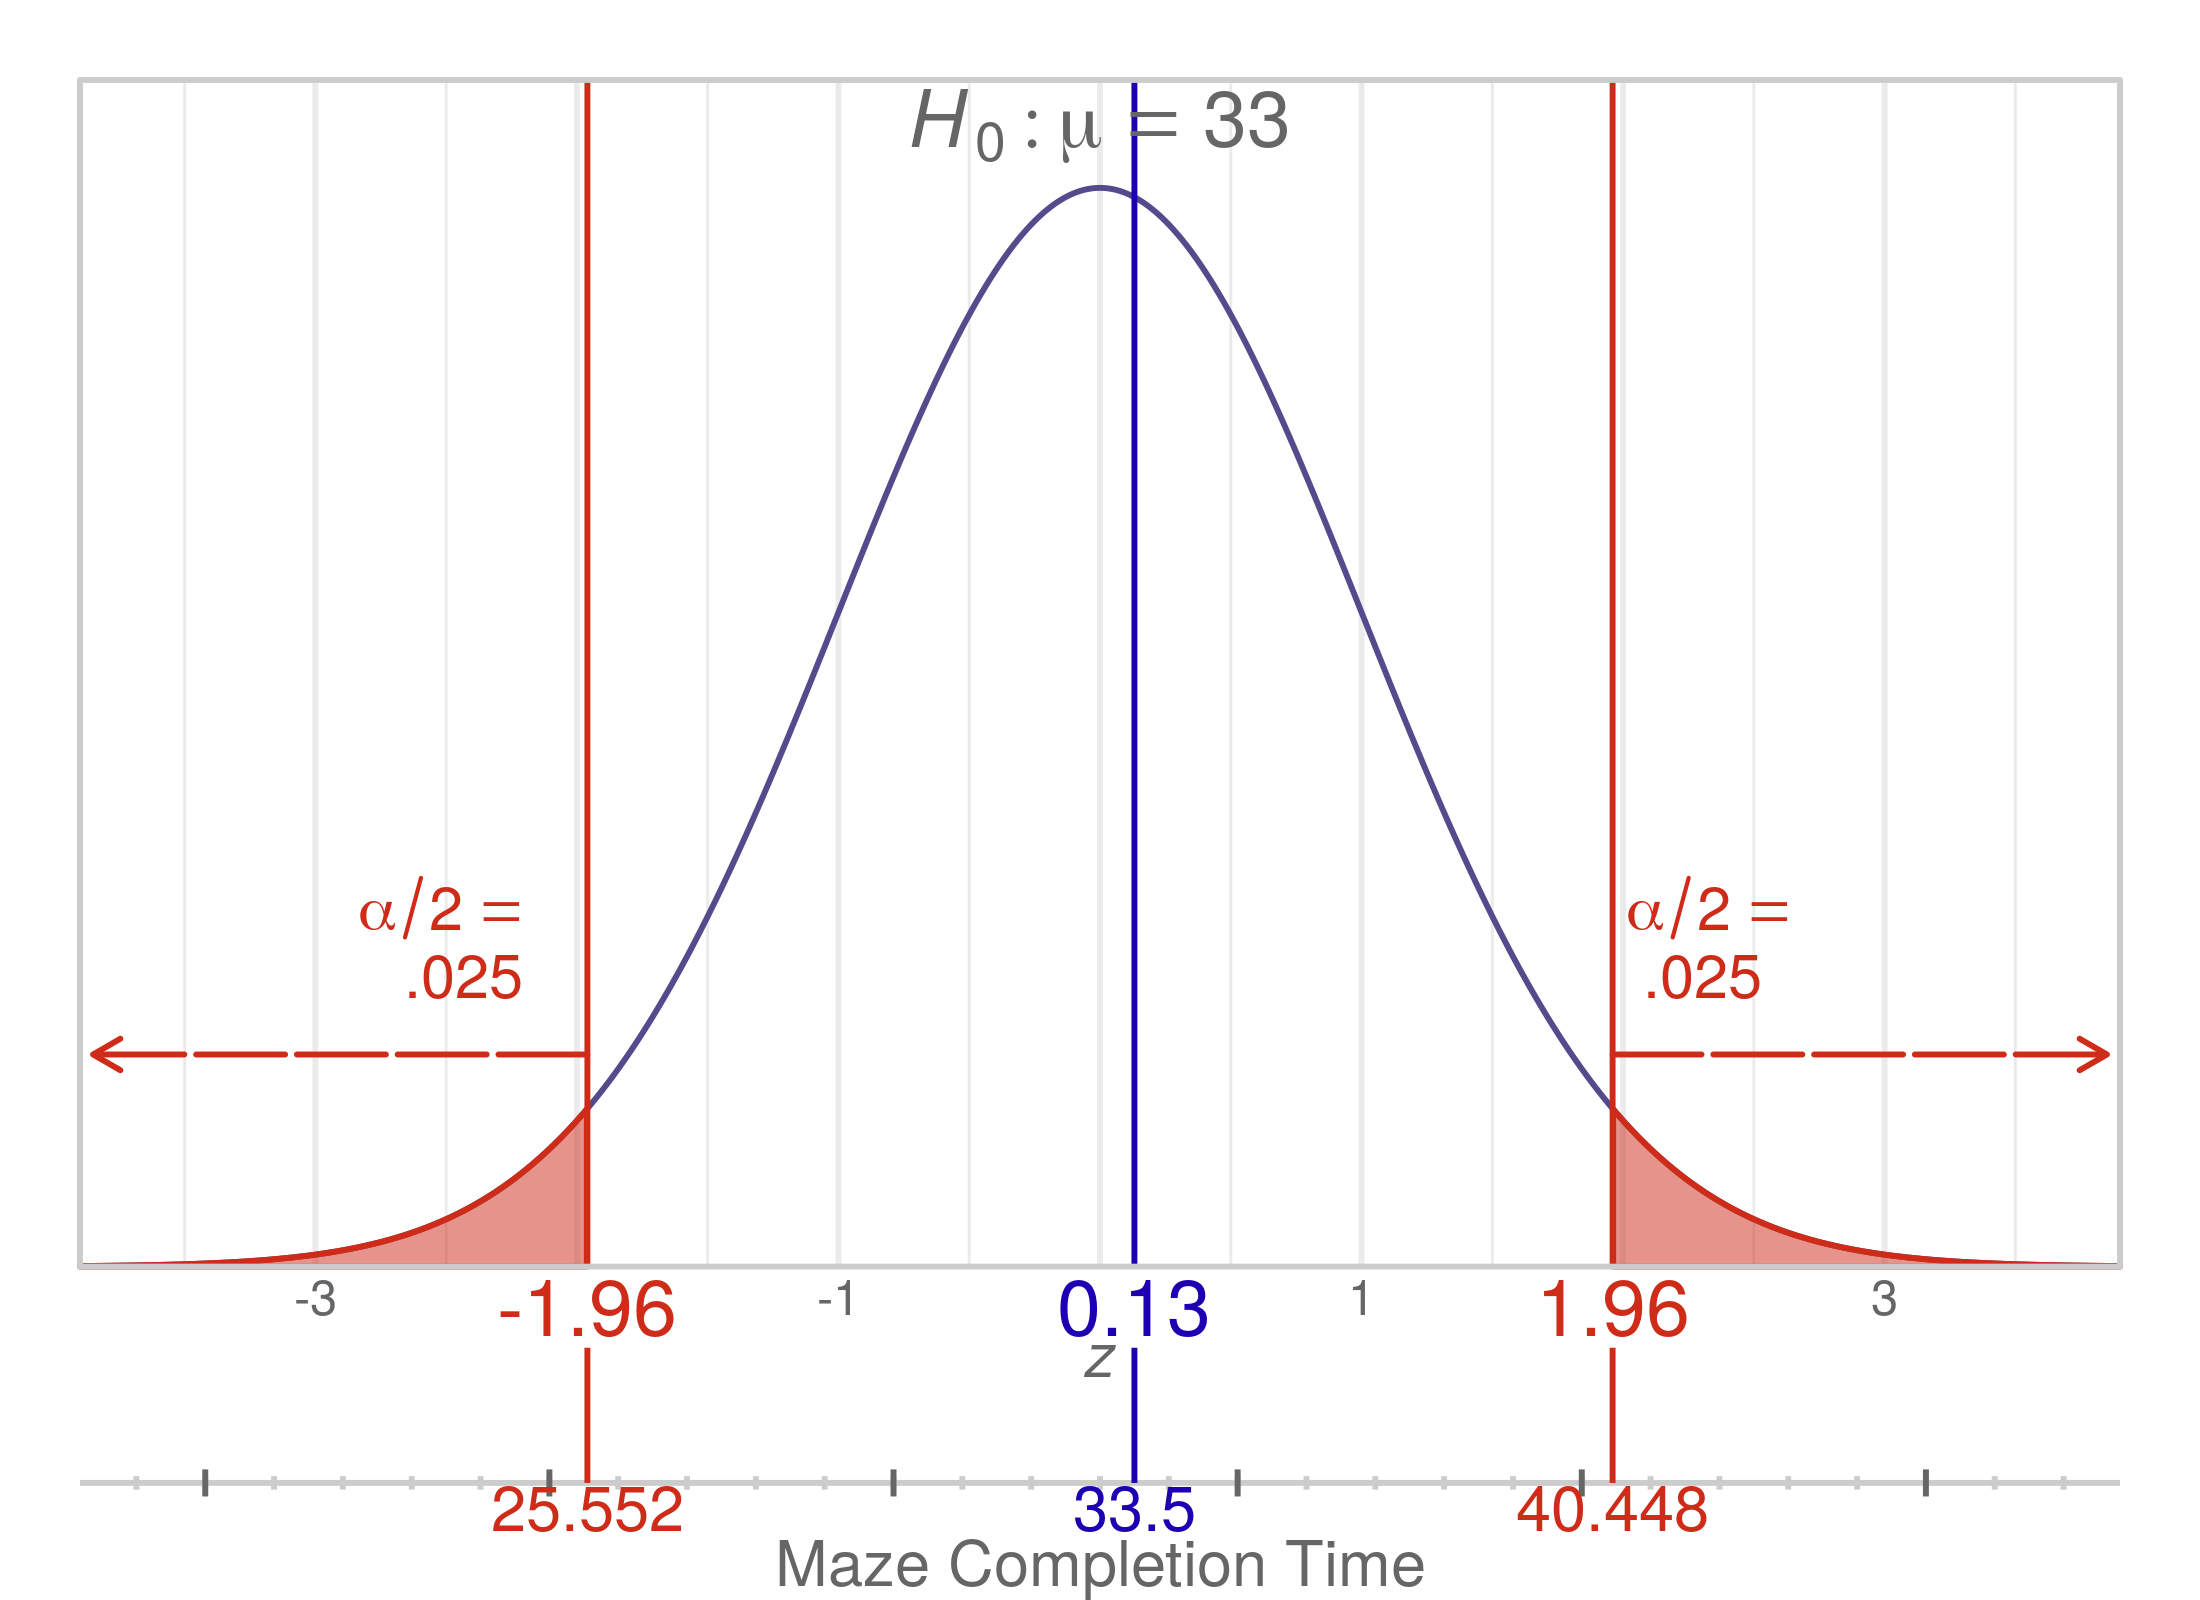 H0 : μ = 33
α/2 =
.025
α/2 =
.025
-3 -1.96 -1 0.13 1 1.96 3
z
25.552 33.5 40.448
Maze Completion Time